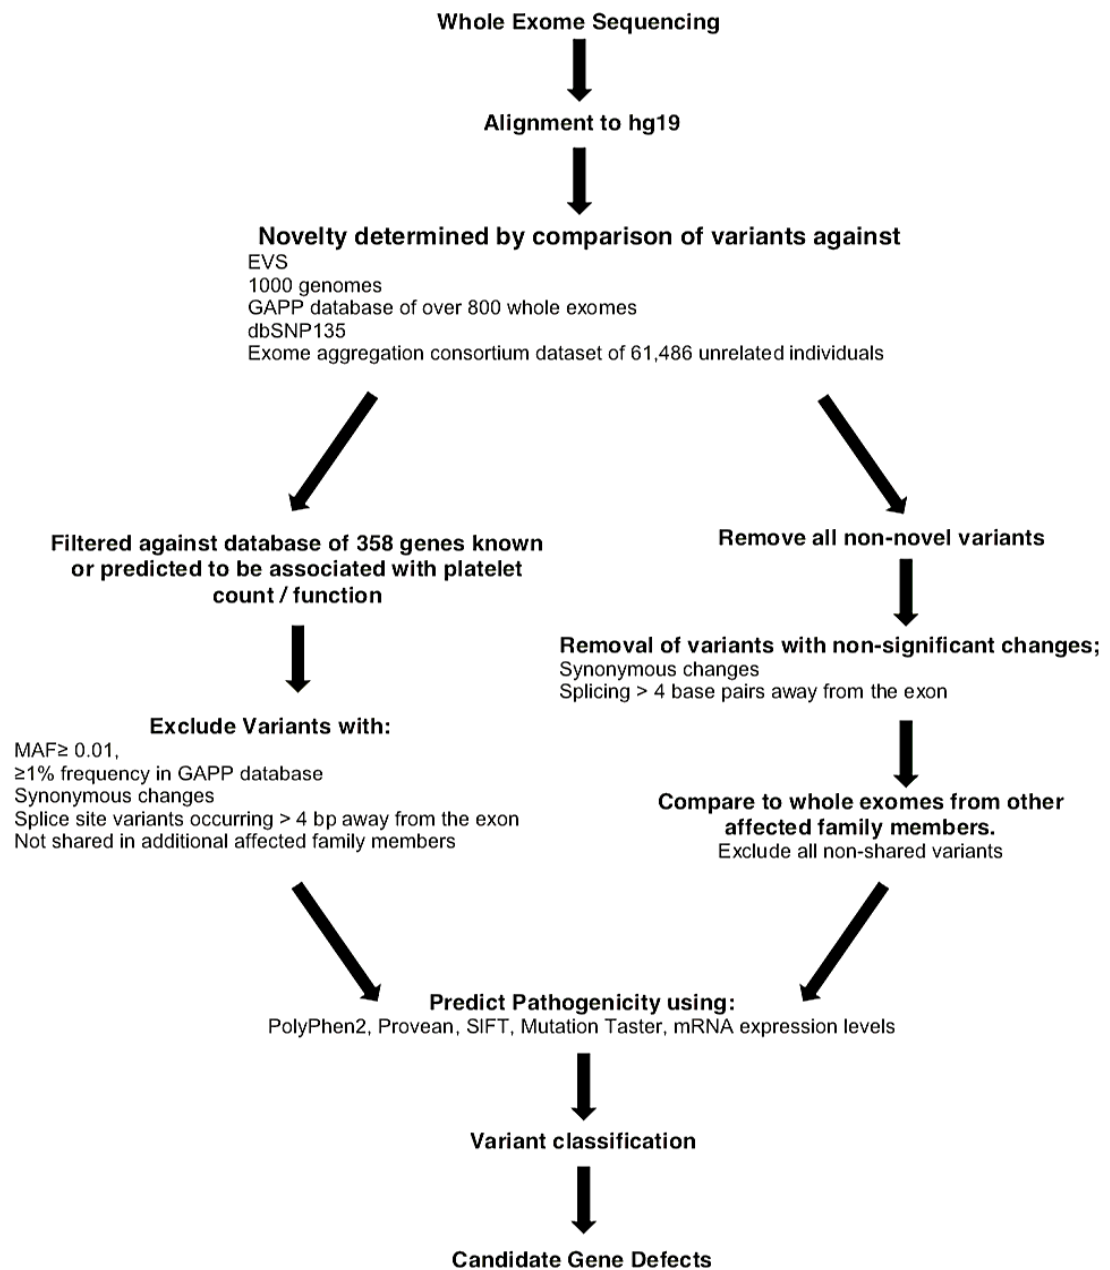 Whole Exome Sequencing
Alignment to hg19
Novelty determined by comparison of variants against
EVS
1000 genomes
GAPP database of over 800 whole exomes
dbSNP135
Exome aggregation consortium dataset of 61,486 unrelated individuals
Filtered against database of 358 genes known
or predicted to be associated with platelet
count / function
Exclude Variants with:
MAF≥ 0.01,
≥1% frequency in GAPP database
Synonymous changes
Splice site variants occurring > 4 bp away from the exon
Not shared in additional affected family members
Remove all non-novel variants
Removal of variants with non-significant changes;
Synonymous changes
Splicing > 4 base pairs away from the exon
Compare to whole exomes from other
affected family members.
Exclude all non-shared variants
Predict Pathogenicity using:
PolyPhen2, Provean, SIFT, Mutation Taster, mRNA expression levels
Variant classification
Candidate Gene Defects